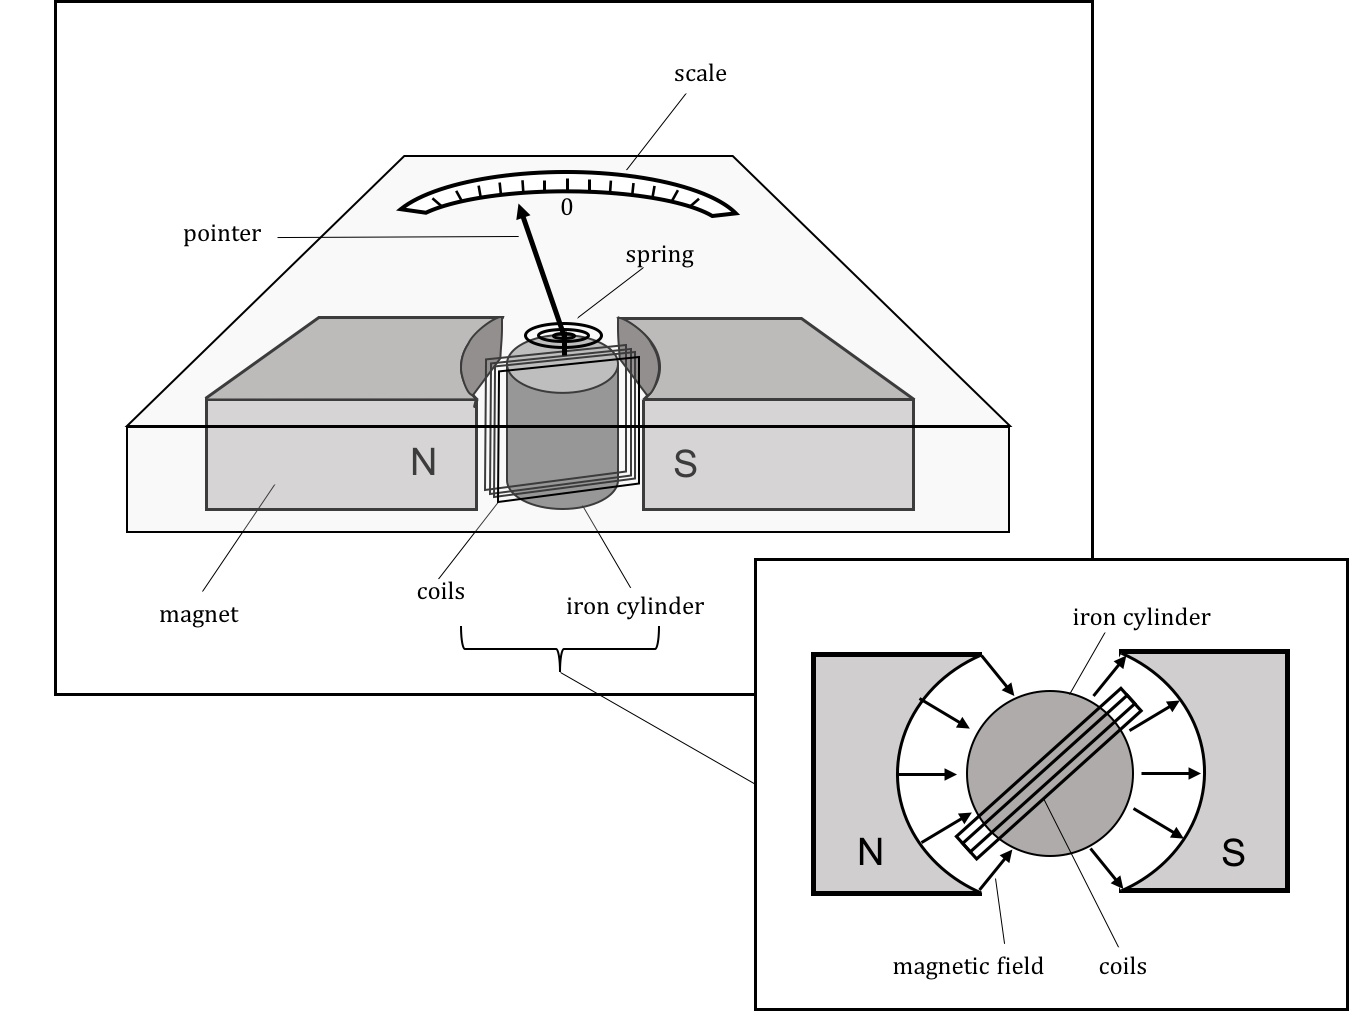 scale
0
pointer
spring
N
S
coils
iron cylinder
magnet
iron cylinder
N
S
magnetic field
coils